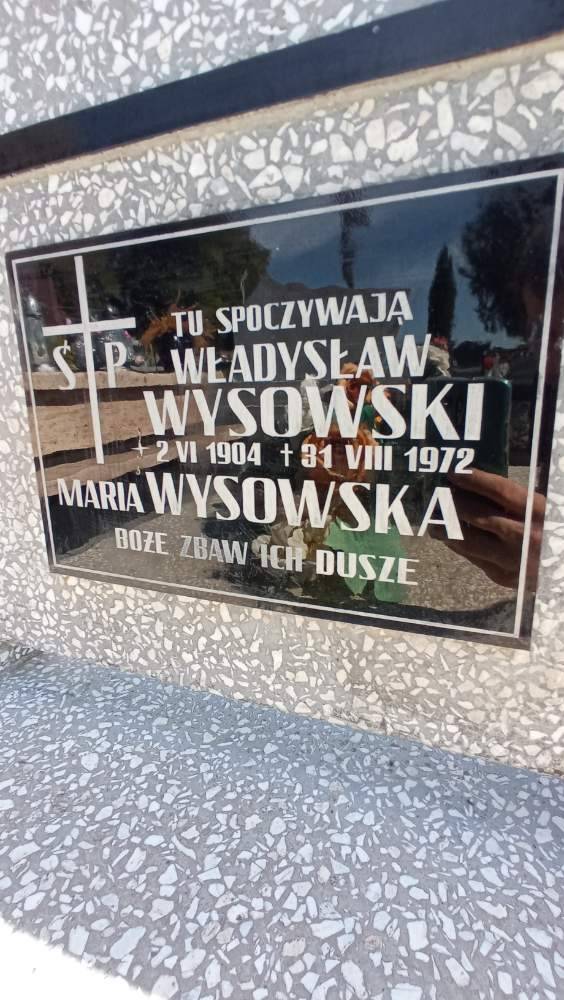 Ś P
TU SPOCZYWAJĄ
WŁADYSŁAW
WYSOWSKI
2 VI 1904 † 31 VIII 1972
MARIA WYSOWSKA
BOŻE ZBAW ICH DUSZE